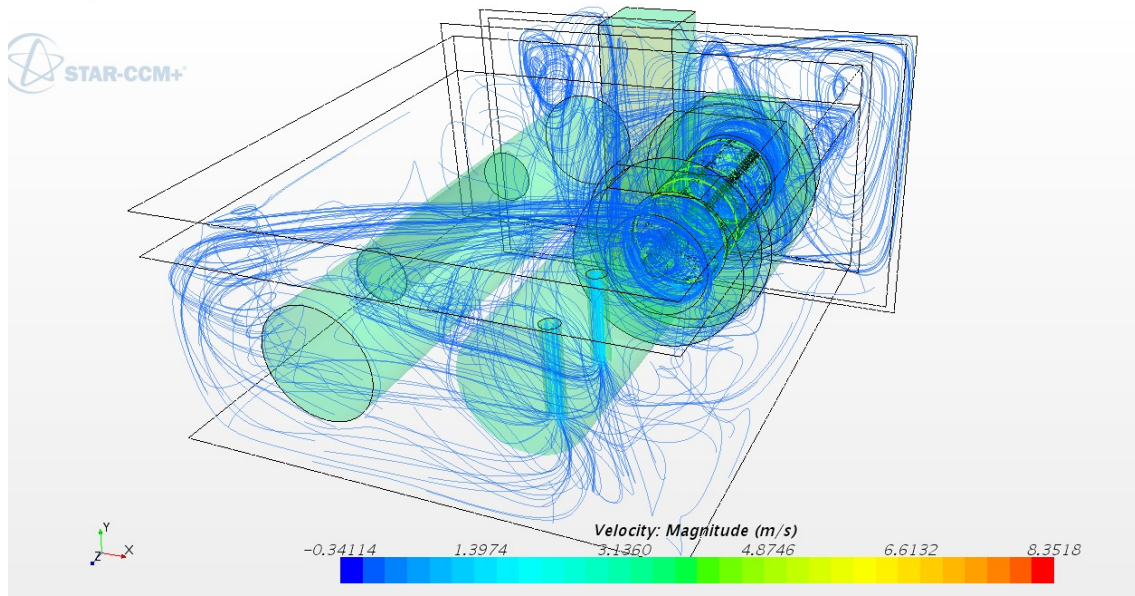 STAR-CCM+
Y
X
Z
Velocity: Magnitude (m/s)
-0.34114 1.3974 3.1360 4.8746 6.6132 8.3518